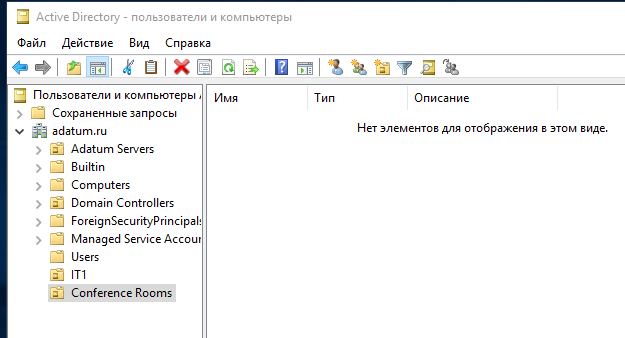 Active Directory - пользователи и компьютеры
Файл Действие Вид Справка
Пользователи и компьютеры
Сохраненные запросы
adatum.ru
Adatum Servers
Builtin
Computers
Domain Controllers
ForeignSecurityPrincipals
Managed Service Accou
Users
IT1
Conference Rooms
Имя Тип Описание
Нет элементов для отображения в этом виде.